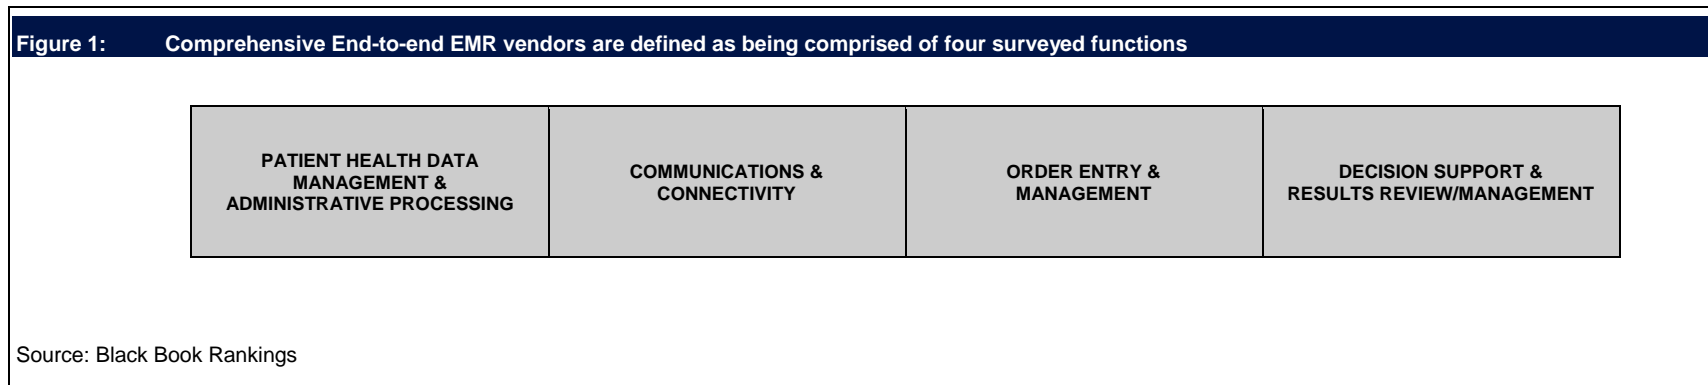 Figure 1: Comprehensive End-to-end EMR vendors are defined as being comprised of four surveyed functions
PATIENT HEALTH DATA
MANAGEMENT &
ADMINISTRATIVE PROCESSING
COMMUNICATIONS &
CONNECTIVITY
ORDER ENTRY &
MANAGEMENT
DECISION SUPPORT &
RESULTS REVIEW/MANAGEMENT
Source: Black Book Rankings